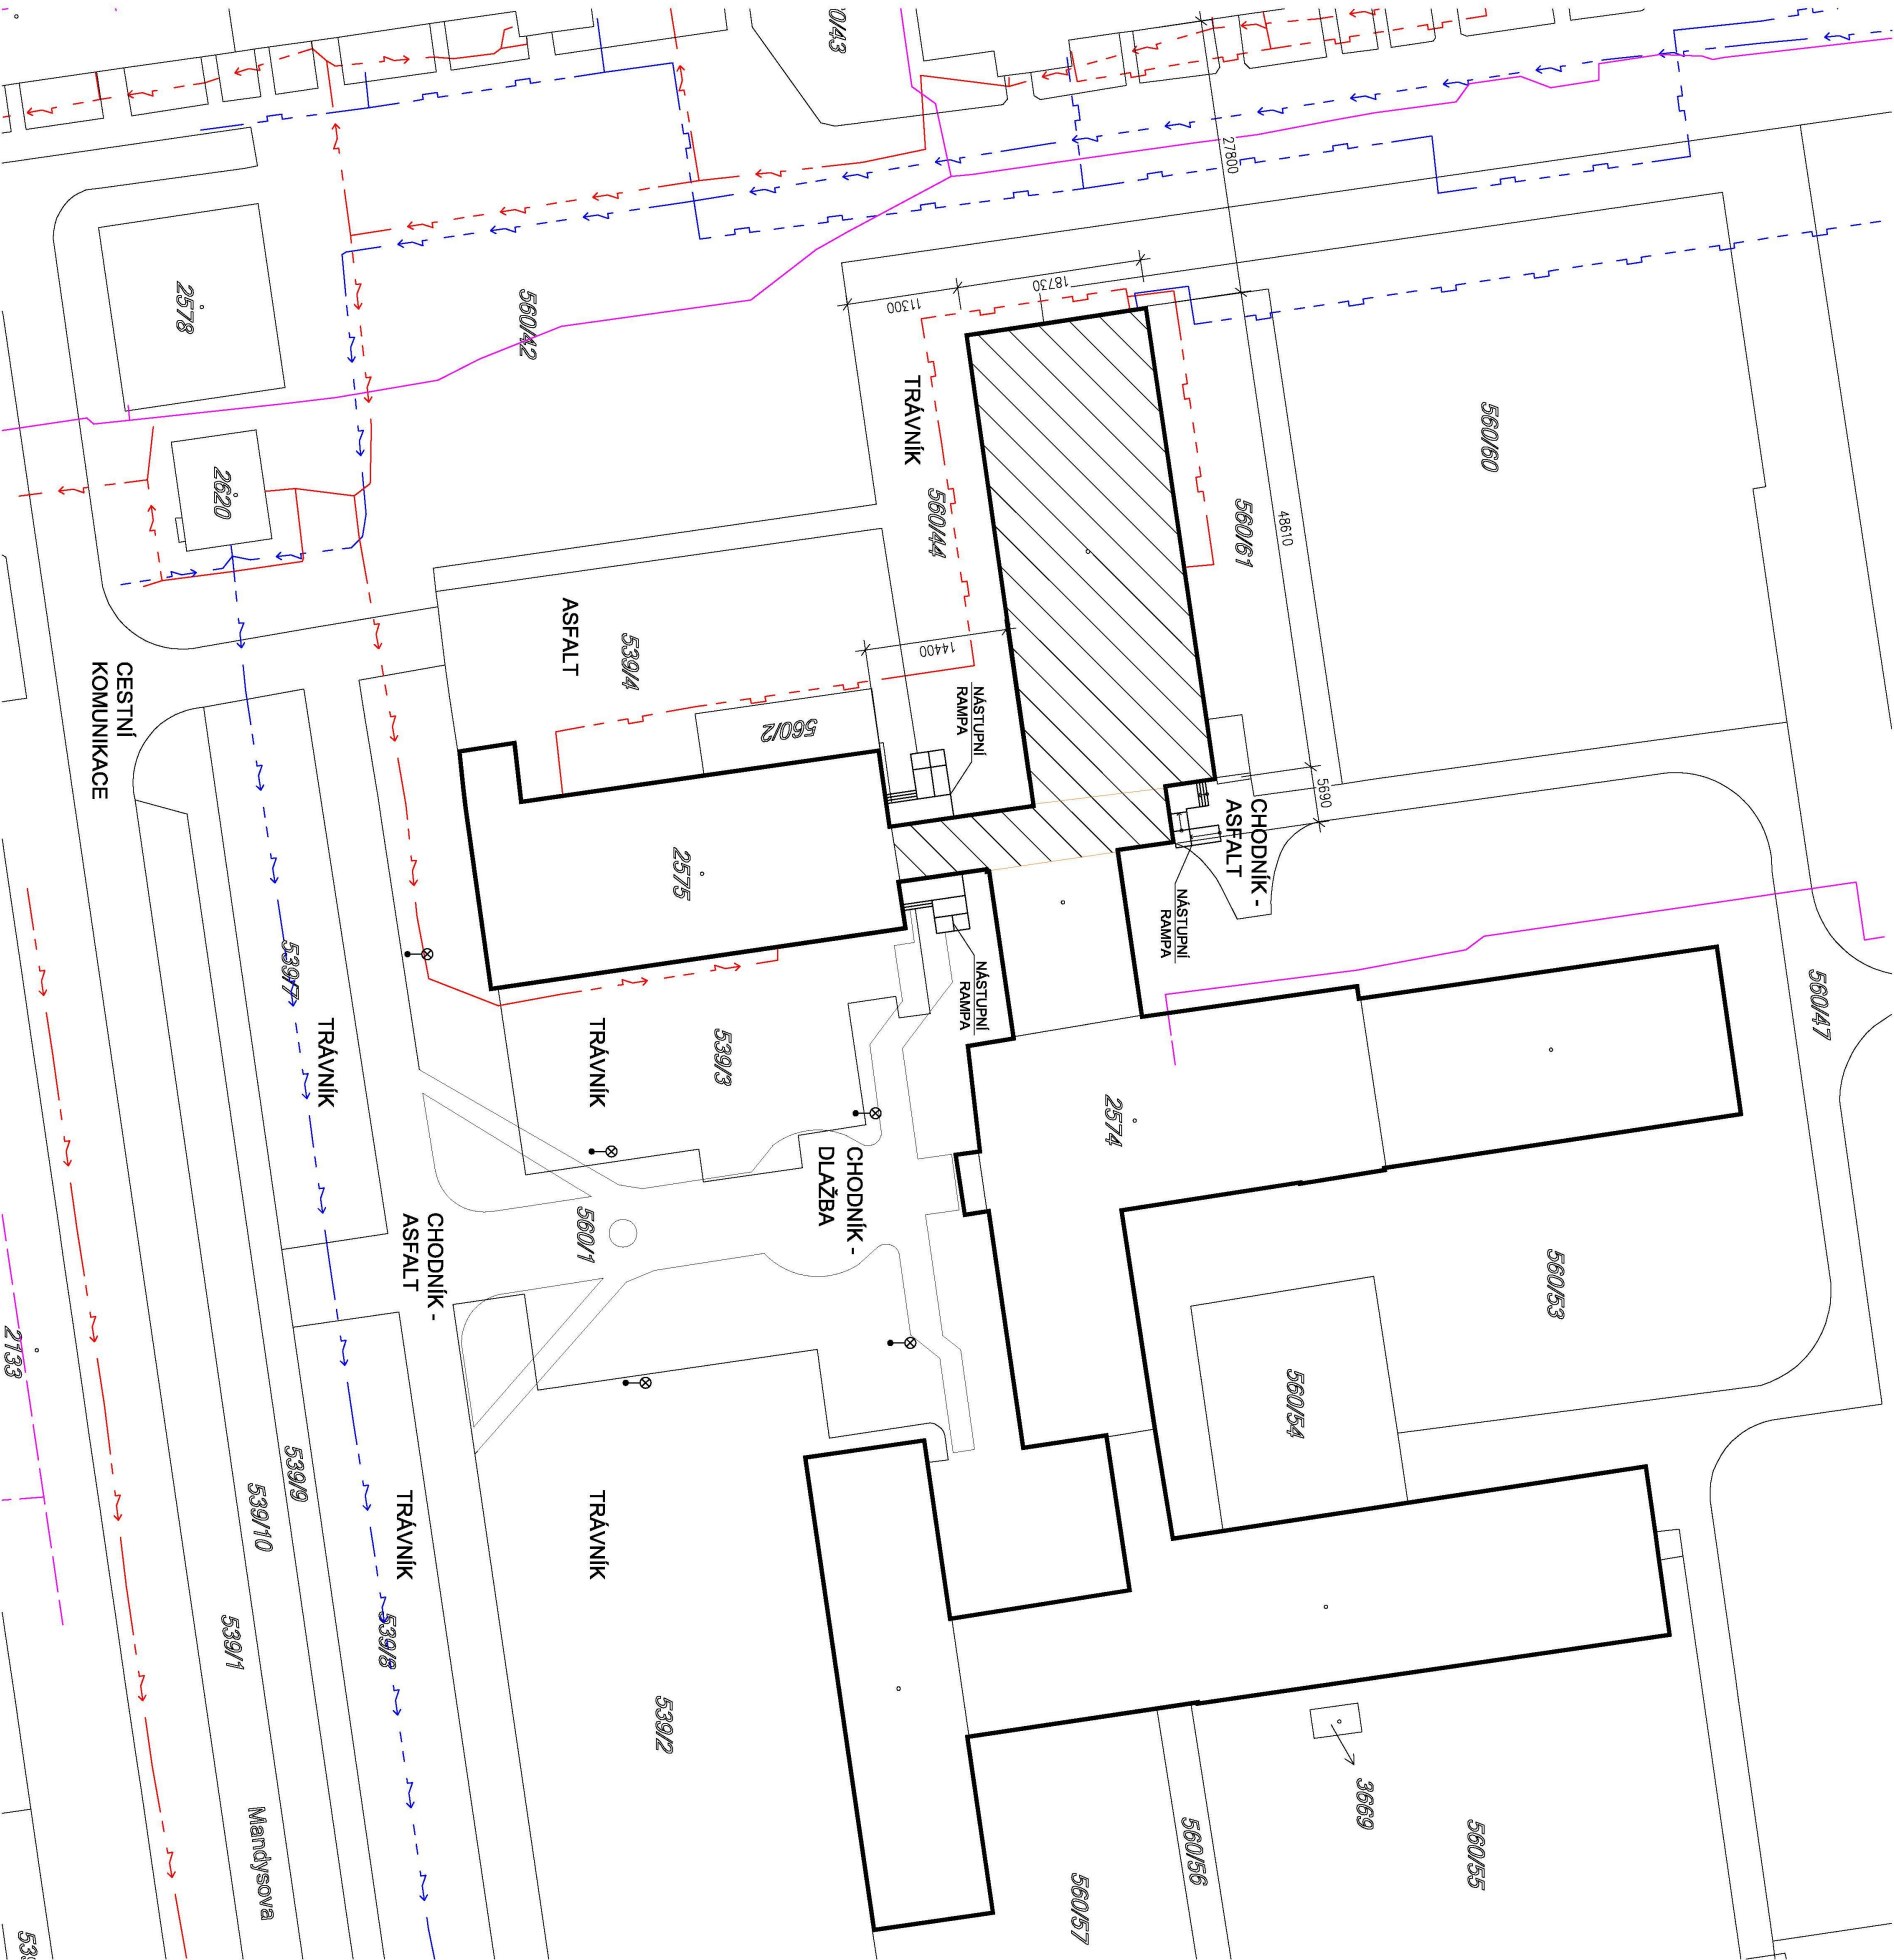 0/43
27800
2578
560/42
11300
18730
TRÁVNÍK
560/44
560/60
560/61
48610
2620
ASFALT
539/4
14400
560/2
NÁSTUPNÍ
RAMPA
CESTNÍ
KOMUNIKACE
5690
CHODNÍK -
ASFALT
2575
NÁSTUPNÍ
RAMPA
NÁSTUPNÍ
RAMPA
560/47
539/7
TRÁVNÍK
TRÁVNÍK
539/3
2574
CHODNÍK -
DLAŽBA
560/1
CHODNÍK -
ASFALT
560/53
560/54
2133
539/9
539/10
TRÁVNÍK
TRÁVNÍK
539/1
539/8
539/2
3669
Mandysova
560/56
560/55
560/57
539